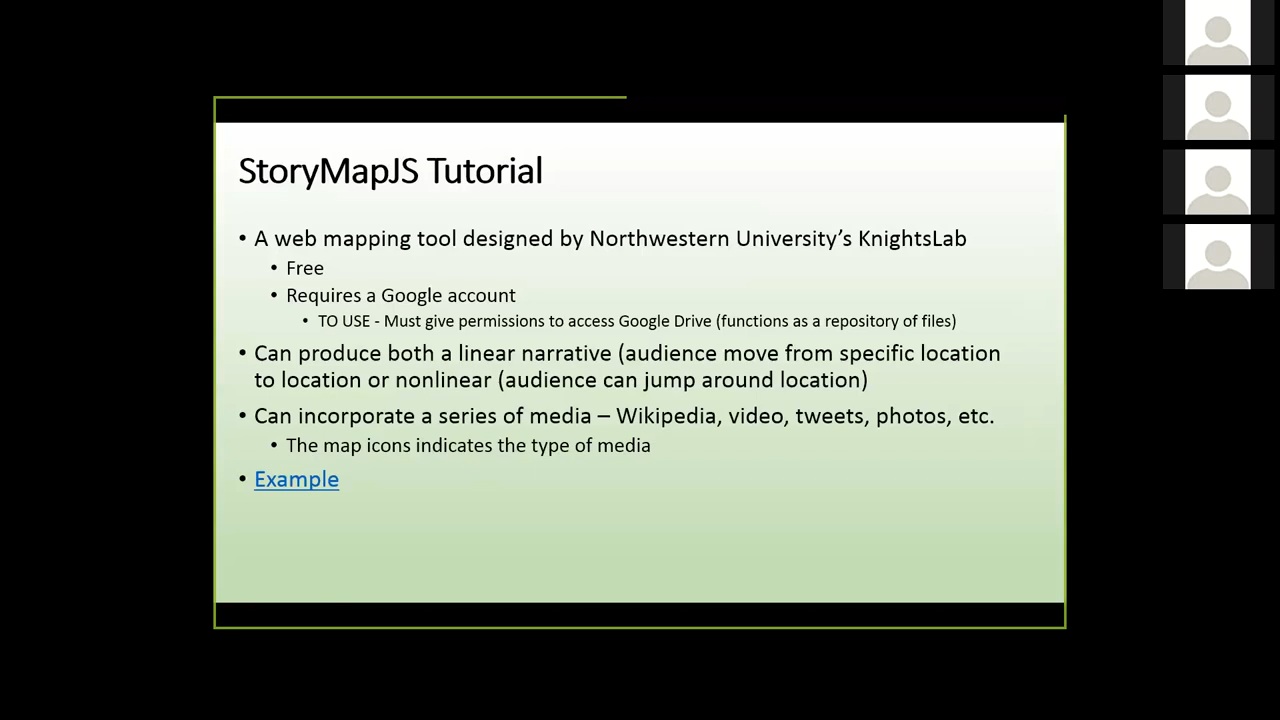 StoryMapJS Tutorial
• A web mapping tool designed by Northwestern University’s KnightsLab
• Free
• Requires a Google account
• TO USE - Must give permissions to access Google Drive (functions as a repository of files)
• Can produce both a linear narrative (audience move from specific location
to location or nonlinear (audience can jump around location)
• Can incorporate a series of media – Wikipedia, video, tweets, photos, etc.
• The map icons indicates the type of media
• Example